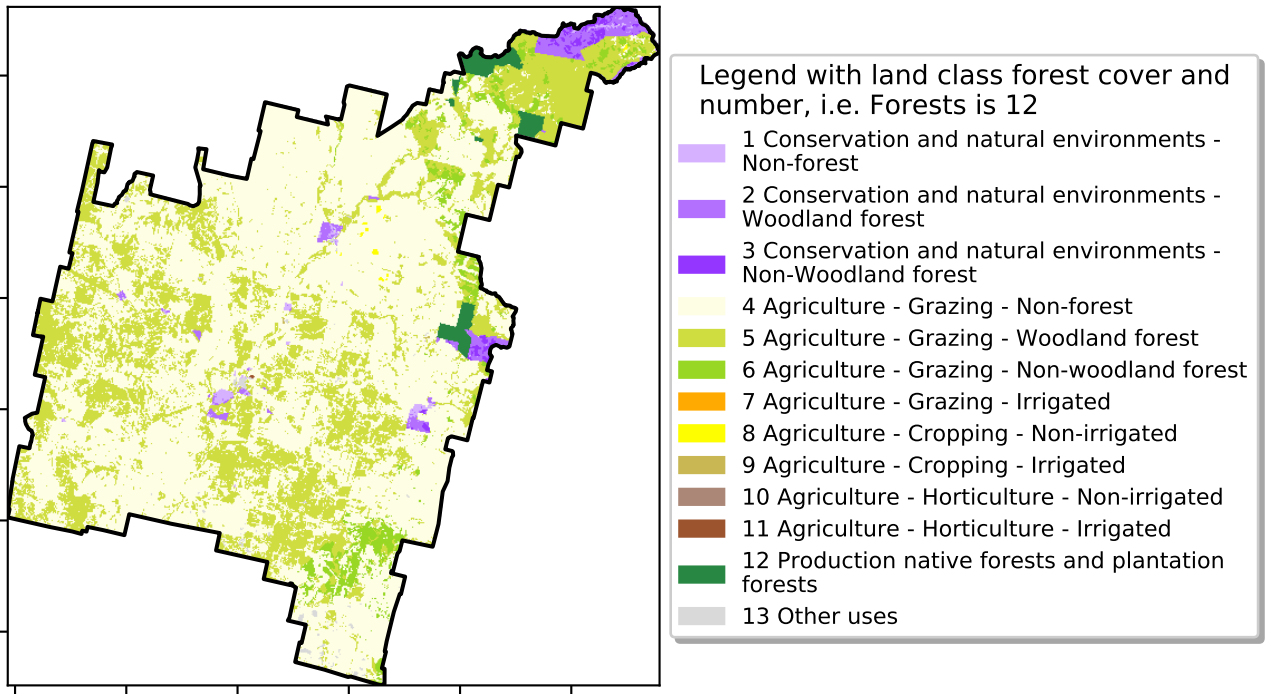 Legend with land class forest cover and
number, i.e. Forests is 12
1 Conservation and natural environments -
Non-forest
2 Conservation and natural environments -
Woodland forest
3 Conservation and natural environments -
Non-Woodland forest
4 Agriculture - Grazing - Non-forest
5 Agriculture - Grazing - Woodland forest
6 Agriculture - Grazing - Non-woodland forest
7 Agriculture - Grazing - Irrigated
8 Agriculture - Cropping - Non-irrigated
9 Agriculture - Cropping - Irrigated
10 Agriculture - Horticulture - Non-irrigated
11 Agriculture - Horticulture - Irrigated
12 Production native forests and plantation
forests
13 Other uses